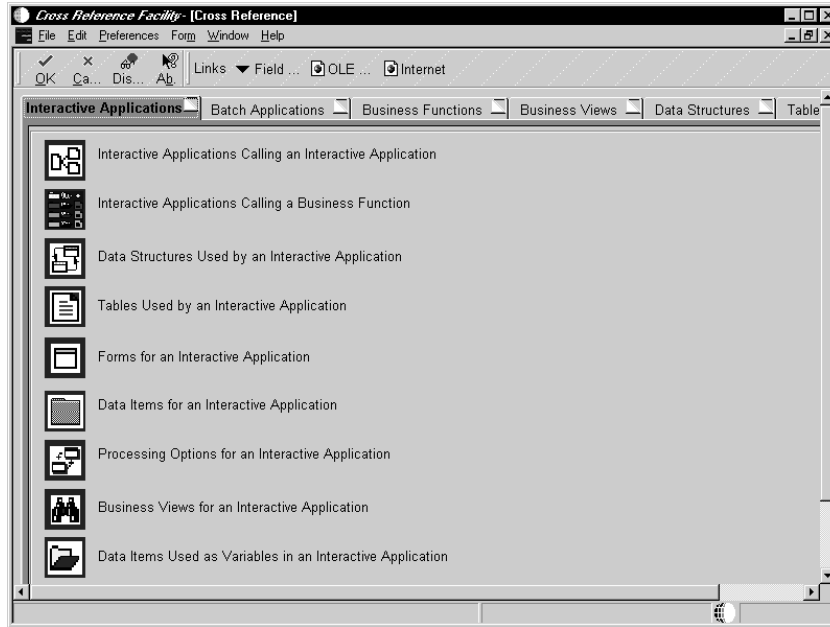 Cross Reference Facility - [Cross Reference]
File Edit Preferences Form Window Help
OK Ca... Dis... Ab. Links Field ... OLE ... Internet
Interactive Applications Batch Applications Business Functions Business Views Data Structures Table
Interactive Applications Calling an Interactive Application
Interactive Applications Calling a Business Function
Data Structures Used by an Interactive Application
Tables Used by an Interactive Application
Forms for an Interactive Application
Data Items for an Interactive Application
Processing Options for an Interactive Application
Business Views for an Interactive Application
Data Items Used as Variables in an Interactive Application